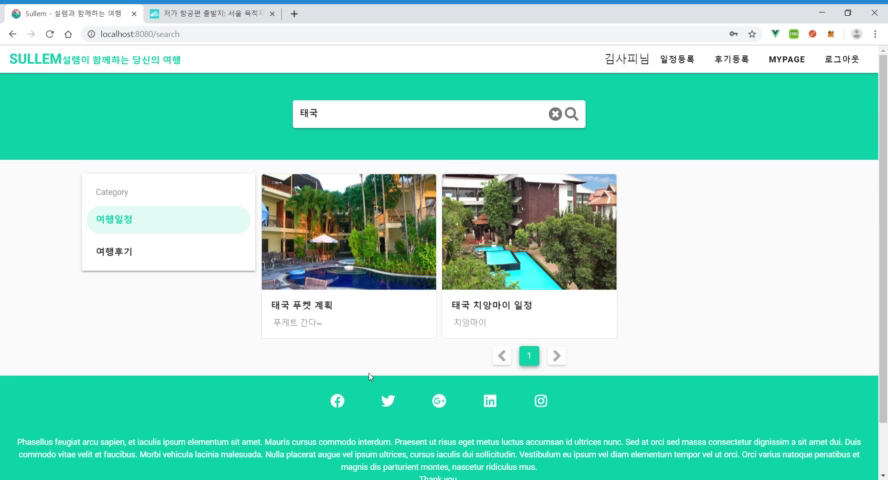 Sullem - 설렘과 함께하는 여행
저가 항공편 출발지: 서울 목적지
localhost:8080/search
SULLEM설렘이 함께하는 당신의 여행
김사피님 일정등록 후기등록 MYPAGE 로그아웃
태국
Category
여행일정
여행후기
태국 푸켓 계획
푸케트 간다~
태국 치앙마이 일정
치앙마이
1
Phasellus feugiat arcu sapien, et iaculis ipsum elementum sit amet. Mauris cursus commodo interdum. Praesent ut risus eget metus luctus accumsan id ultrices nunc. Sed at orci sed massa consectetur dignissim a sit amet dui. Duis
commodo vitae velit et faucibus. Morbi vehicula lacinia malesuada. Nulla placerat augue vel ipsum ultrices, cursus iaculis dui sollicitudin. Vestibulum eu ipsum vel diam elementum tempor vel ut orci. Orci varius natoque penatibus et
magnis dis parturient montes, nascetur ridiculus mus.
Thank you